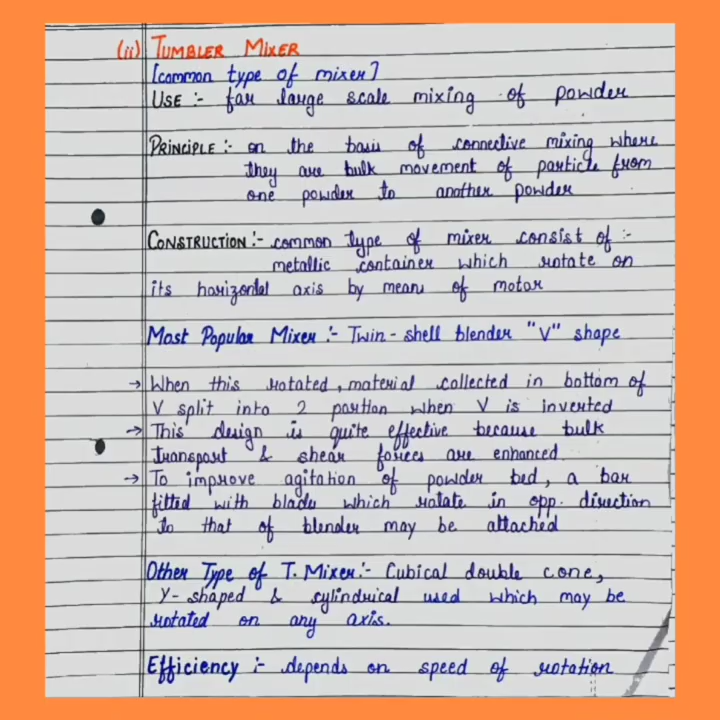 (ii) TUMBLER MIXER
[common type of mixer]
USE :- for large scale mixing of powder
PRINCIPLE :- on the basis of connective mixing where
they are bulk movement of particle from
one powder to another powder
CONSTRUCTION :- common type of mixer consist of :-
metallic container which rotate on
its horizontal axis by means of motor
Most Popular Mixer :- Twin-shell blender "V" shape
→ When this rotated, material collected in bottom of
V split into 2 portion when V is inverted
→ This design is quite effective because bulk
transport & shear forces are enhanced.
→ To improve agitation of powder bed, a bar
fitted with blade which rotate in opp. direction
to that of blender may be attached
Other Type of T. Mixer :- Cubical double cone,
Y-shaped & cylindrical used which may be
rotated on any axis.
Efficiency :- depends on speed of rotation